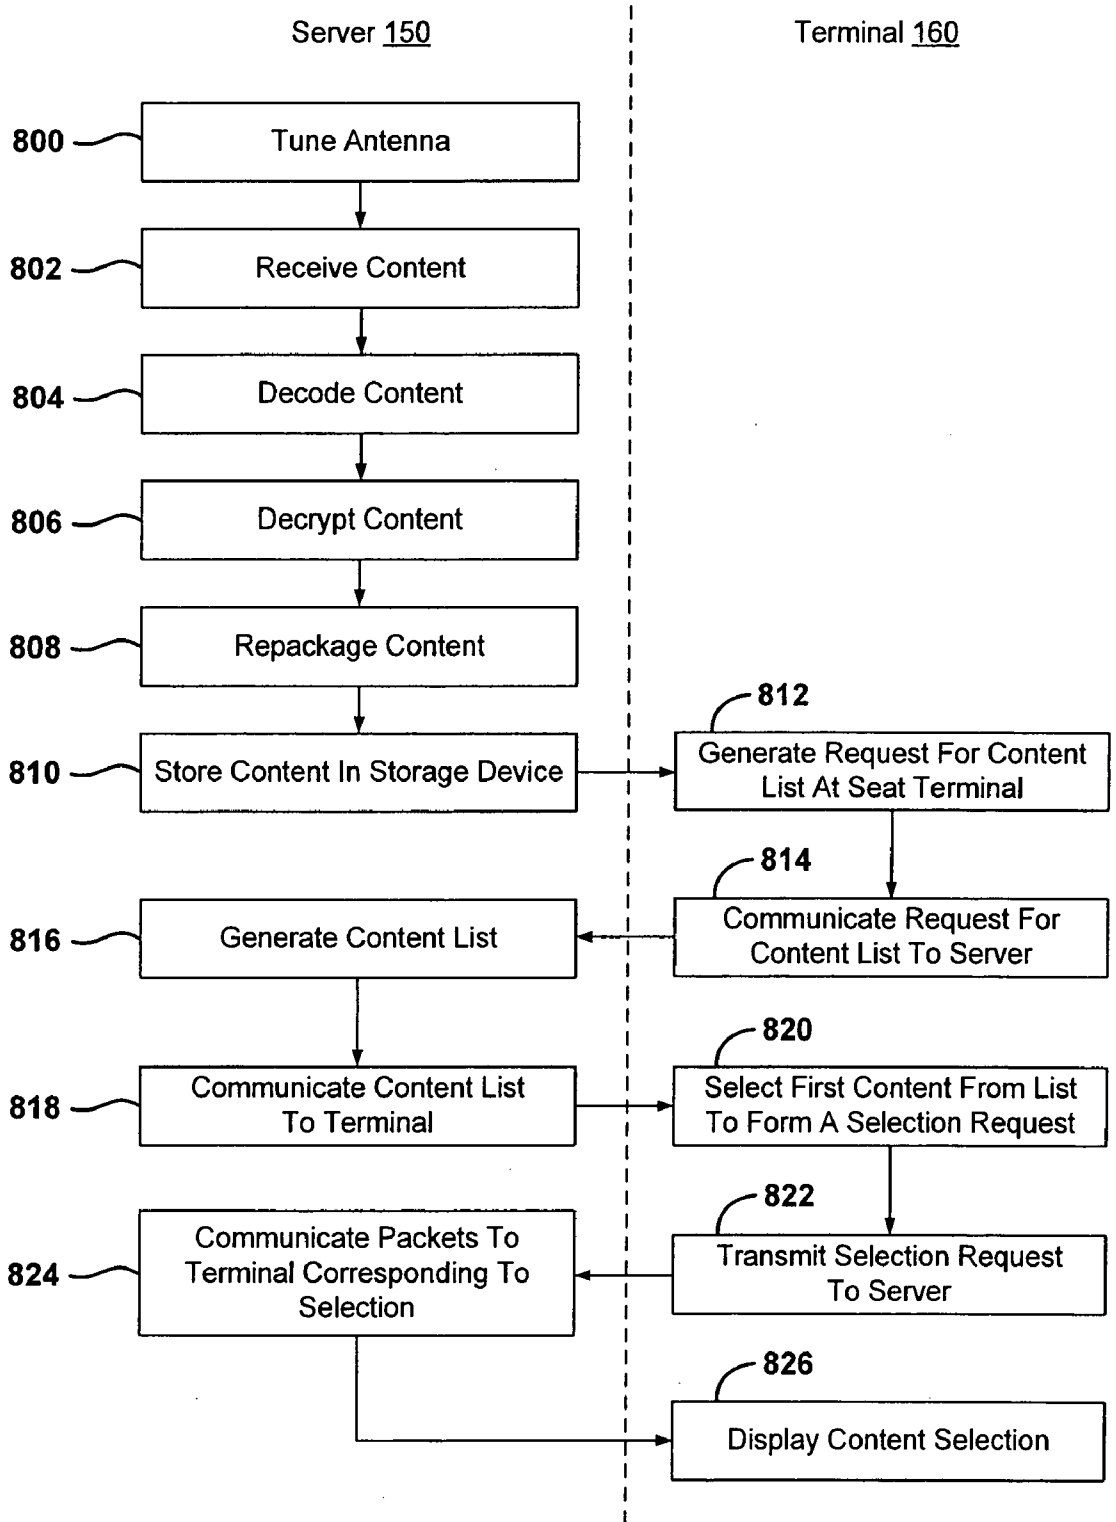 Server 150
Terminal 160
800
Tune Antenna
802
Receive Content
804
Decode Content
806
Decrypt Content
808
Repackage Content
810
Store Content In Storage Device
812
Generate Request For Content
List At Seat Terminal
814
Communicate Request For
Content List To Server
816
Generate Content List
818
Communicate Content List
To Terminal
820
Select First Content From List
To Form A Selection Request
822
Transmit Selection Request
To Server
824
Communicate Packets To
Terminal Corresponding To
Selection
826
Display Content Selection